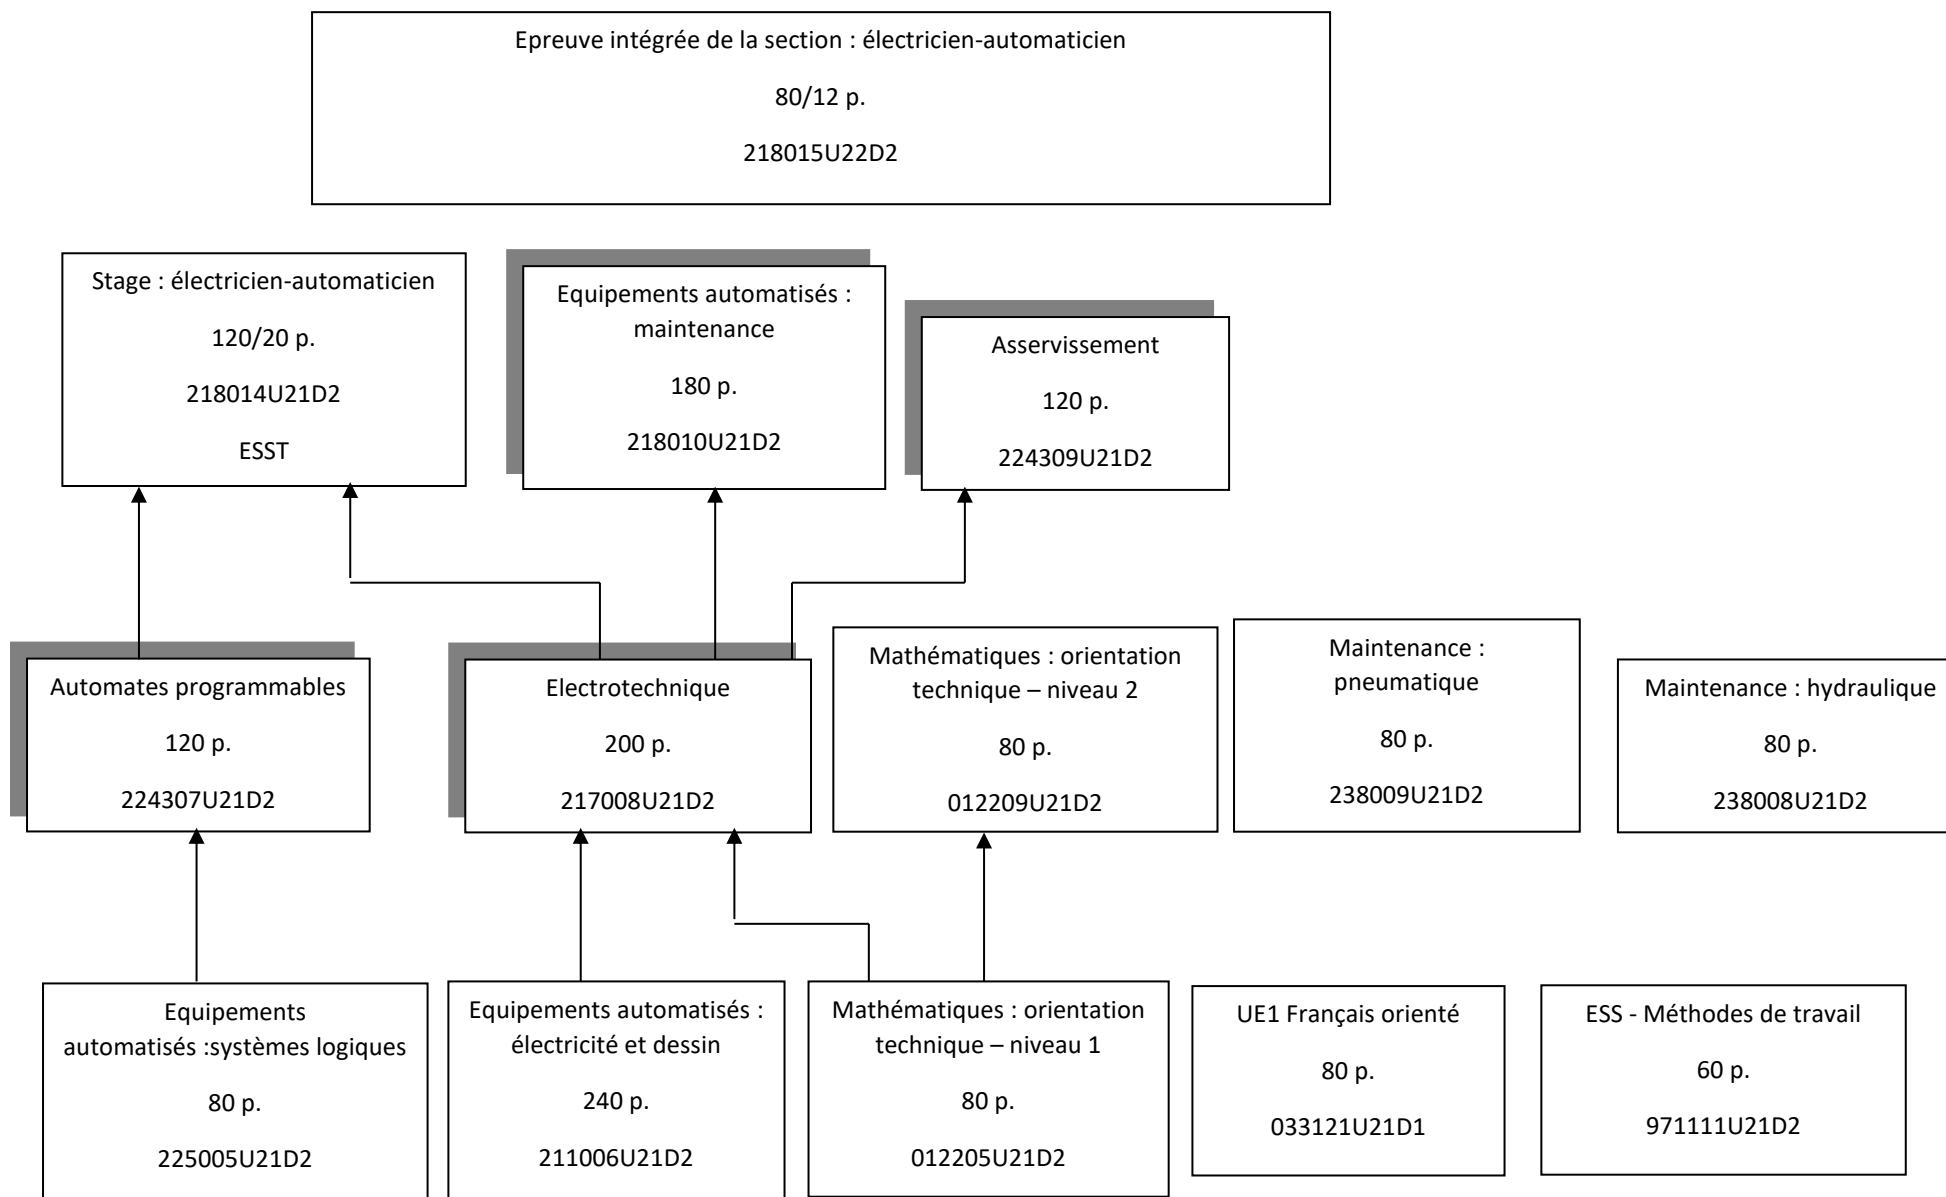 Epreuve intégrée de la section : électricien-automaticien
80/12 p.
218015U22D2
Stage : électricien-automaticien
120/20 p.
218014U21D2
ESST
Equipements automatisés :
maintenance
180 p.
218010U21D2
Asservissement
120 p.
224309U21D2
Automates programmables
120 p.
224307U21D2
Electrotechnique
200 p.
217008U21D2
Mathématiques : orientation
technique – niveau 2
80 p.
012209U21D2
Maintenance :
pneumatique
80 p.
238009U21D2
Maintenance : hydraulique
80 p.
238008U21D2
Equipements
automatisés :systèmes logiques
80 p.
225005U21D2
Equipements automatisés :
électricité et dessin
240 p.
211006U21D2
Mathématiques : orientation
technique – niveau 1
80 p.
012205U21D2
UE1 Français orienté
80 p.
033121U21D1
ESS - Méthodes de travail
60 p.
971111U21D2